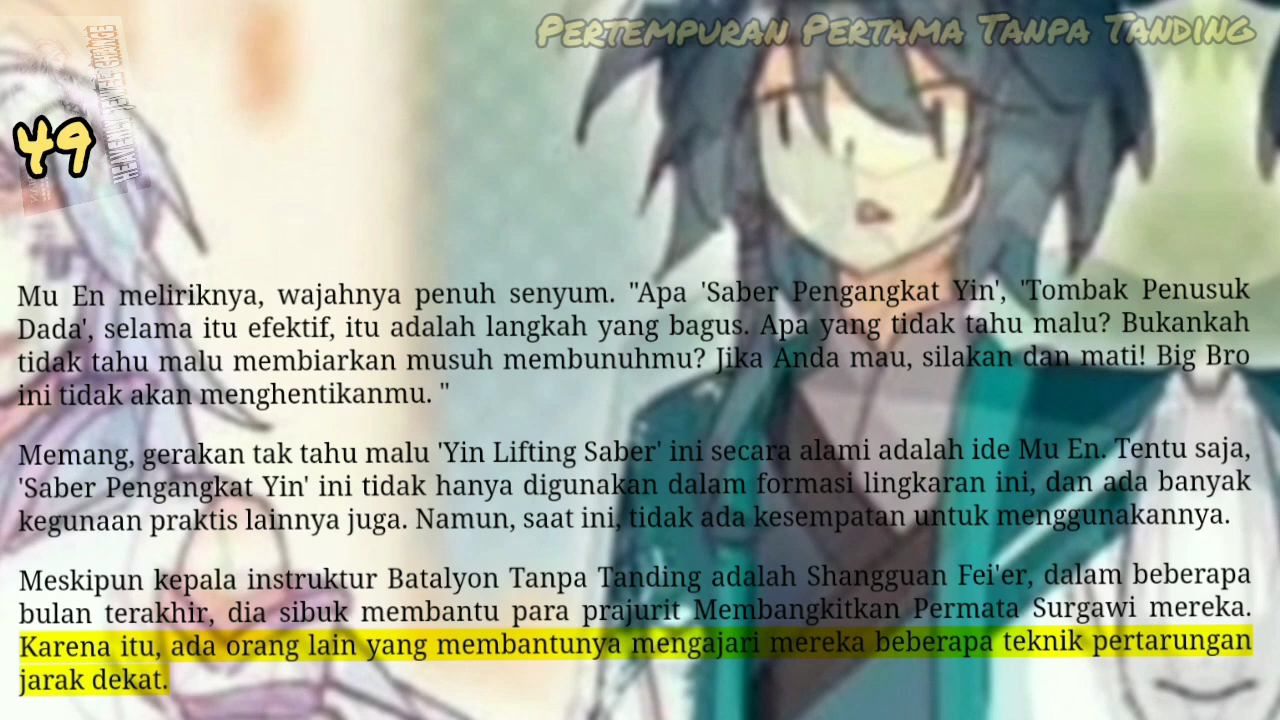 Pertempuran Pertama Tanpa Tanding
49
Mu En meliriknya, wajahnya penuh senyum. "Apa 'Saber Pengangkat Yin', 'Tombak Penusuk
Dada', selama itu efektif, itu adalah langkah yang bagus. Apa yang tidak tahu malu? Bukankah
tidak tahu malu membiarkan musuh membunuhmu? Jika Anda mau, silakan dan mati! Big Bro
ini tidak akan menghentikanmu. "
Memang, gerakan tak tahu malu 'Yin Lifting Saber' ini secara alami adalah ide Mu En. Tentu saja,
'Saber Pengangkat Yin' ini tidak hanya digunakan dalam formasi lingkaran ini, dan ada banyak
kegunaan praktis lainnya juga. Namun, saat ini, tidak ada kesempatan untuk menggunakannya.
Meskipun kepala instruktur Batalyon Tanpa Tanding adalah Shangguan Fei'er, dalam beberapa
bulan terakhir, dia sibuk membantu para prajurit Membangkitkan Permata Surgawi mereka.
Karena itu, ada orang lain yang membantunya mengajari mereka beberapa teknik pertarungan
jarak dekat.